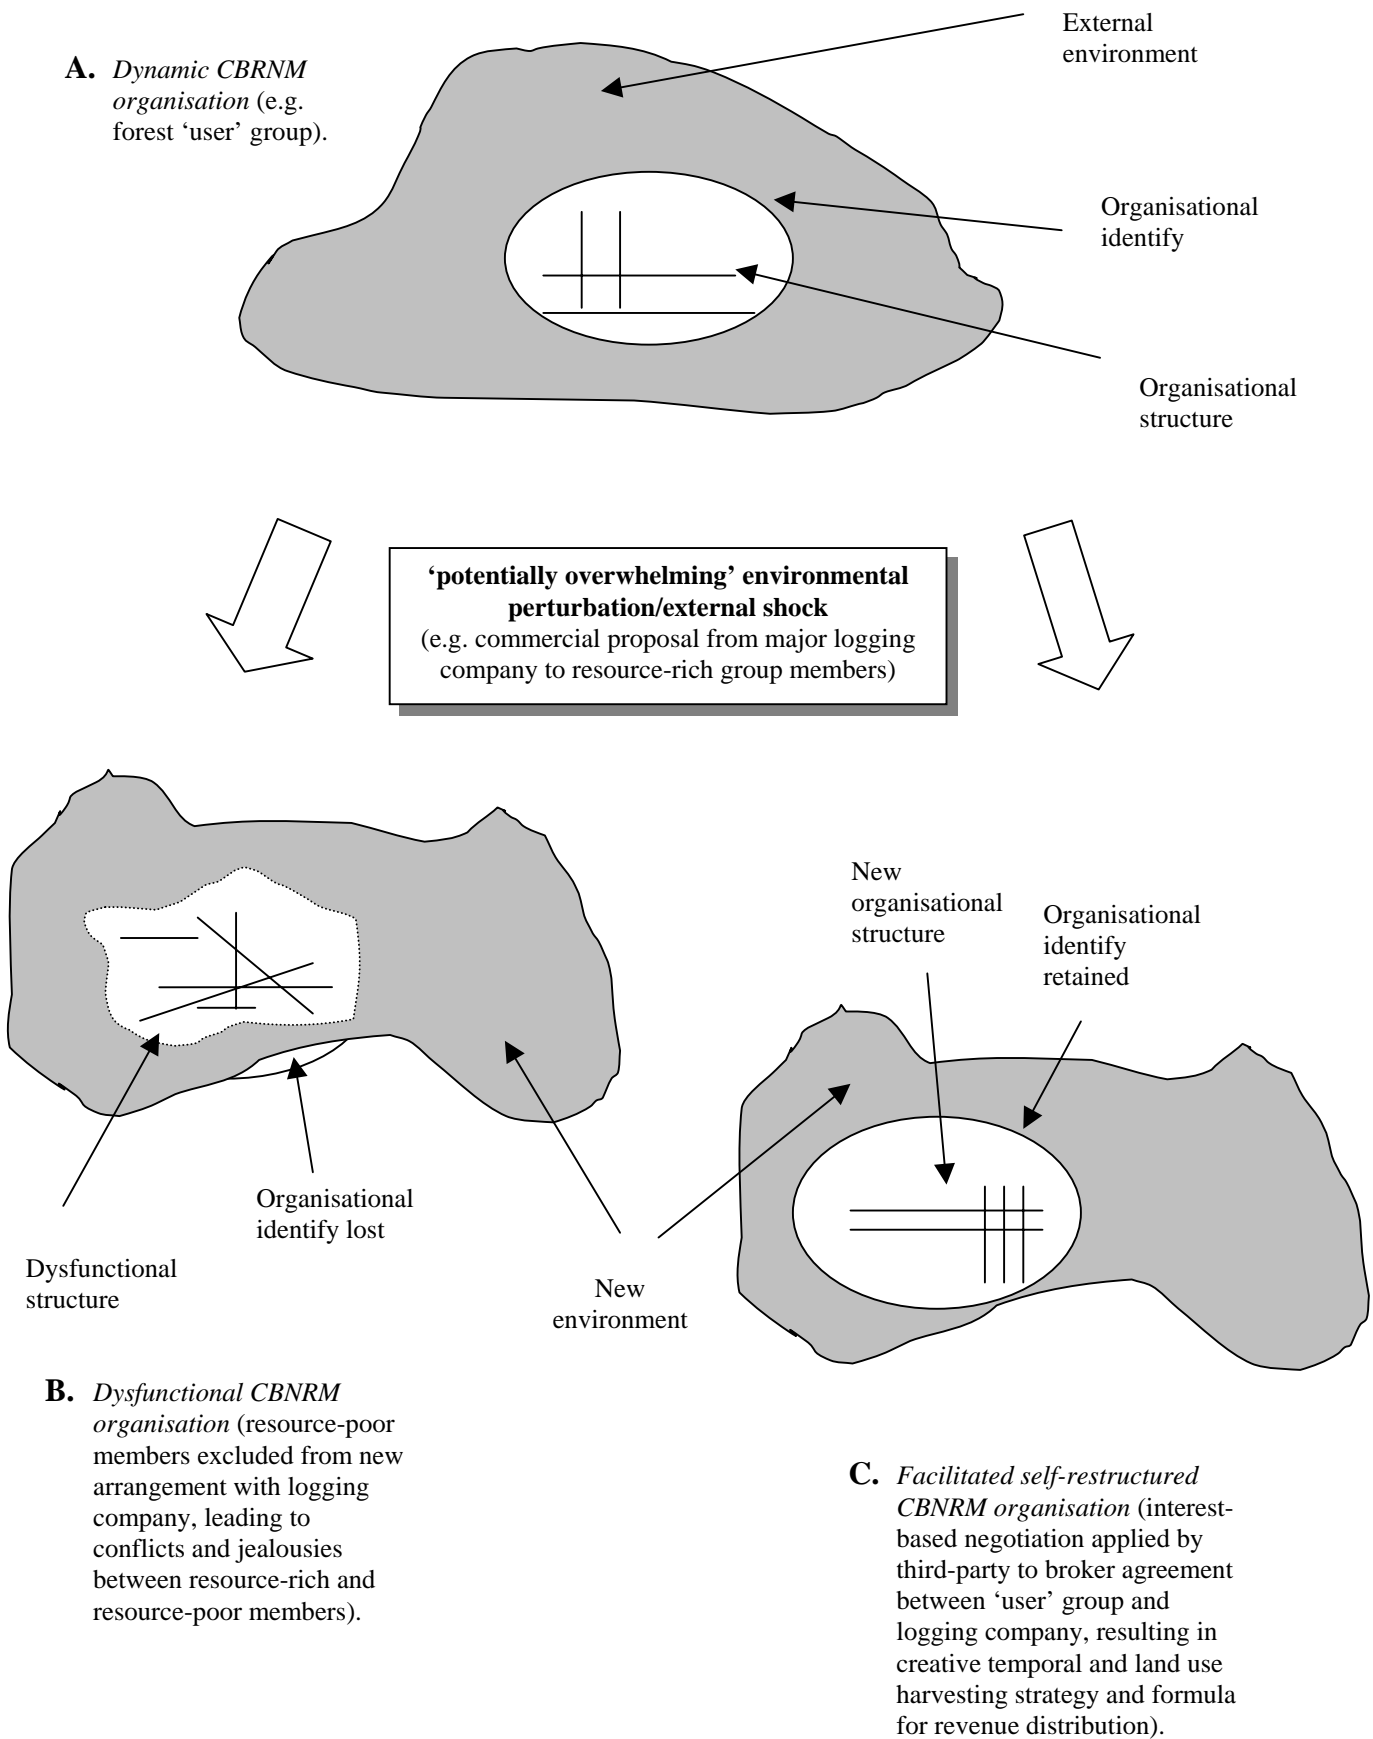 External
environment
A. Dynamic CBRNM
organisation (e.g.
forest ‘user’ group).
Organisational
identify
Organisational
structure
‘potentially overwhelming’ environmental
perturbation/external shock
(e.g. commercial proposal from major logging
company to resource-rich group members)
New
organisational
structure
Organisational
identify
retained
Organisational
identify lost
Dysfunctional
structure
New
environment
B. Dysfunctional CBNRM
organisation (resource-poor
members excluded from new
arrangement with logging
company, leading to
conflicts and jealousies
between resource-rich and
resource-poor members).
C. Facilitated self-restructured
CBNRM organisation (interest-
based negotiation applied by
third-party to broker agreement
between ‘user’ group and
logging company, resulting in
creative temporal and land use
harvesting strategy and formula
for revenue distribution).